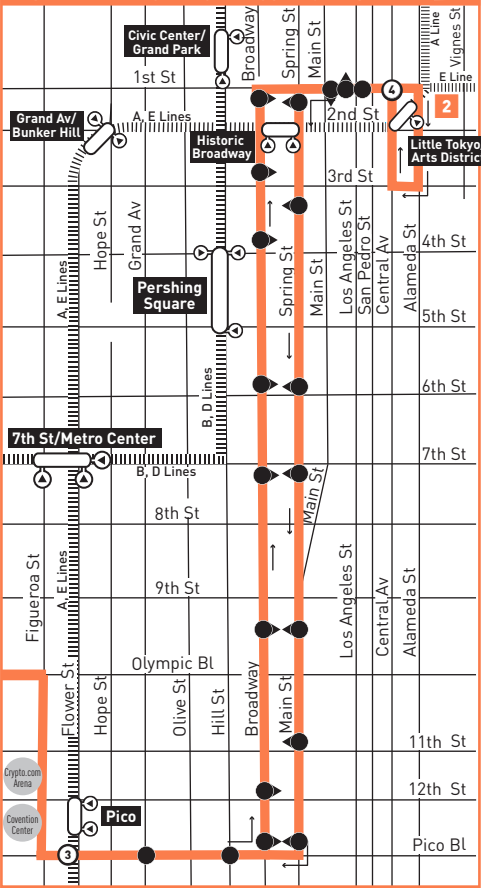 Civic Center/
Grand Park
Broadway
Spring St
Main St
A Line
Vignes St
1st St
E Line
2
4
Grand Av/
Bunker Hill
A, E Lines
2nd St
Historic
Broadway
Little Tokyo
Arts District
3rd St
Hope St
Grand Av
A, E Lines
Spring St
Main St
Los Angeles St
San Pedro St
Central Av
Alameda St
4th St
Pershing
Square
5th St
B, D Lines
6th St
7th St/Metro Center
7th St
B, D Lines
Main St
8th St
Figueroa St
A, E Lines
9th St
Los Angeles St
Central Av
Alameda St
Olympic Bl
Flower St
Hope St
Olive St
Hill St
Broadway
Main St
11th St
Crypto.com
Arena
12th St
Covention
Center
Pico
Pico Bl
3